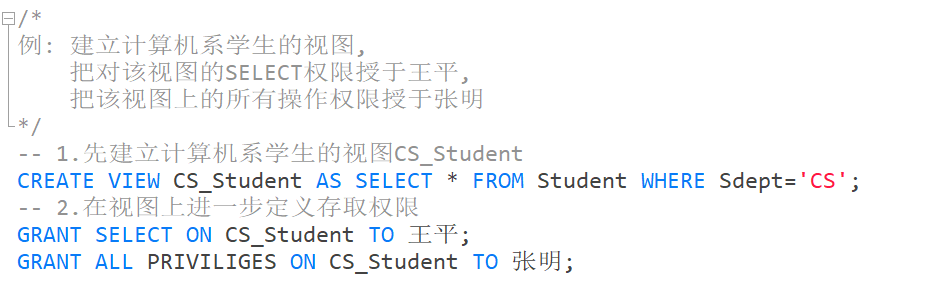 /*
例: 建立计算机系学生的视图,
把对该视图的SELECT权限授于王平,
把该视图上的所有操作权限授于张明
*/
-- 1.先建立计算机系学生的视图CS_Student
CREATE VIEW CS_Student AS SELECT * FROM Student WHERE Sdept='CS';
-- 2.在视图上进一步定义存取权限
GRANT SELECT ON CS_Student TO 王平;
GRANT ALL PRIVILIGES ON CS_Student TO 张明;